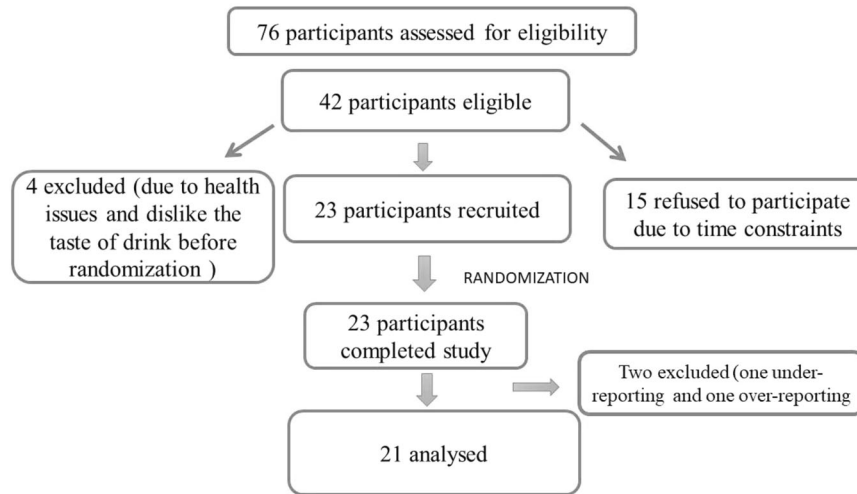 76 participants assessed for eligibility
42 participants eligible
4 excluded (due to health
issues and dislike the
taste of drink before
randomization )
23 participants recruited
15 refused to participate
due to time constraints
RANDOMIZATION
23 participants
completed study
Two excluded (one under-
reporting and one over-reporting
21 analysed